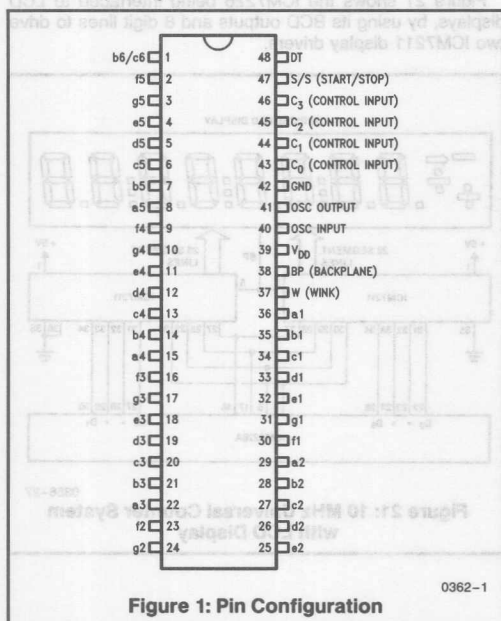 b6/c6 1 48 DT
f5 2 47 S/S (START/STOP)
g5 3 46 C3 (CONTROL INPUT)
e5 4 45 C2 (CONTROL INPUT)
d5 5 44 C1 (CONTROL INPUT)
c5 6 43 C0 (CONTROL INPUT)
b5 7 42 GND
a5 8 41 OSC OUTPUT
f4 9 40 OSC INPUT
g4 10 39 VDD
e4 11 38 BP (BACKPLANE)
d4 12 37 W (WINK)
c4 13 36 a1
b4 14 35 b1
a4 15 34 c1
f3 16 33 d1
g3 17 32 e1
e3 18 31 g1
d3 19 30 f1
c3 20 29 a2
b3 21 28 b2
a3 22 27 c2
f2 23 26 d2
g2 24 25 e2
0362-1
Figure 1: Pin Configuration